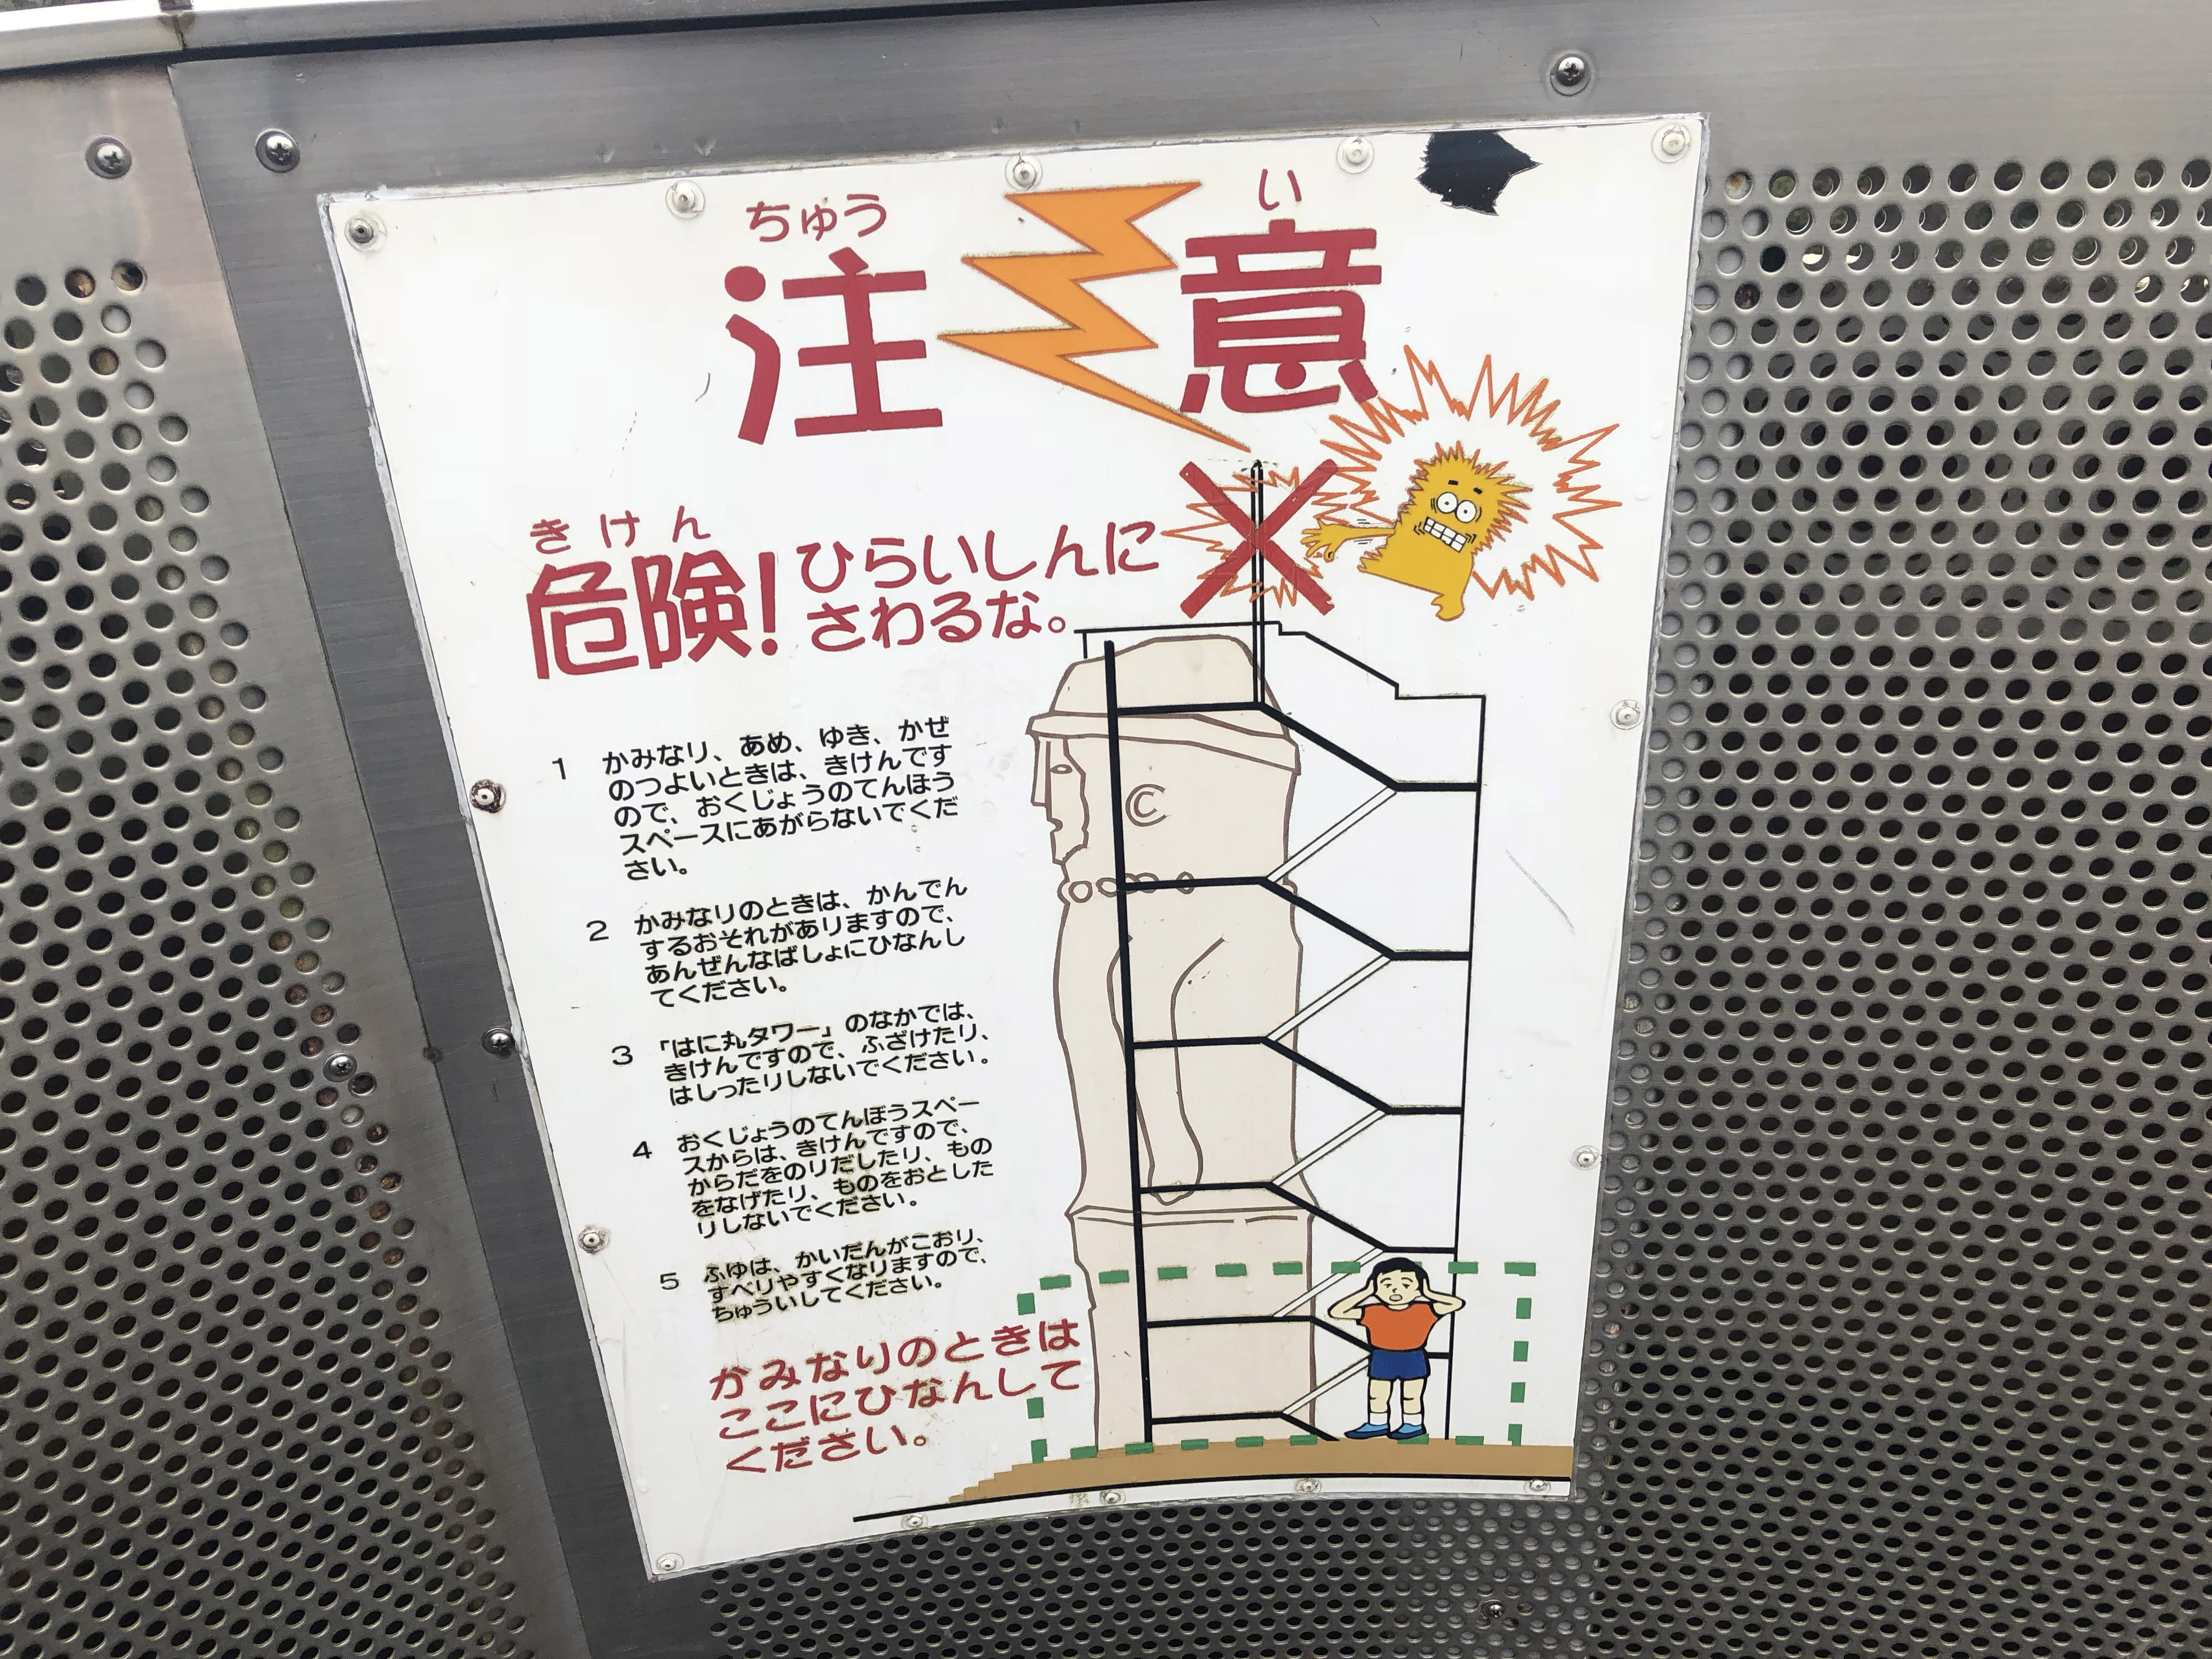 ちゅう い
注意
きけん
危険! ひらいしんに
さわるな。
1 かみなり、あめ、ゆき、かぜ
のつよいときは、きけんです
ので、おくじょうのてんぼう
スペースにあがらないでくだ
さい。
2 かみなりのときは、かんでん
するおそれがありますので、
あんぜんなばしょにひなんし
てください。
3 「はに丸タワー」のなかでは、
きけんですので、ふざけたり、
はしったりしないでください。
4 おくじょうのてんぼうスペー
スからは、きけんですので、
からだをのりだしたり、もの
をなげたり、ものをおとした
りしないでください。
5 ふゆは、かいだんがこおり、
すべりやすくなりますので、
ちゅういしてください。
かみなりのときは
ここにひなんして
ください。